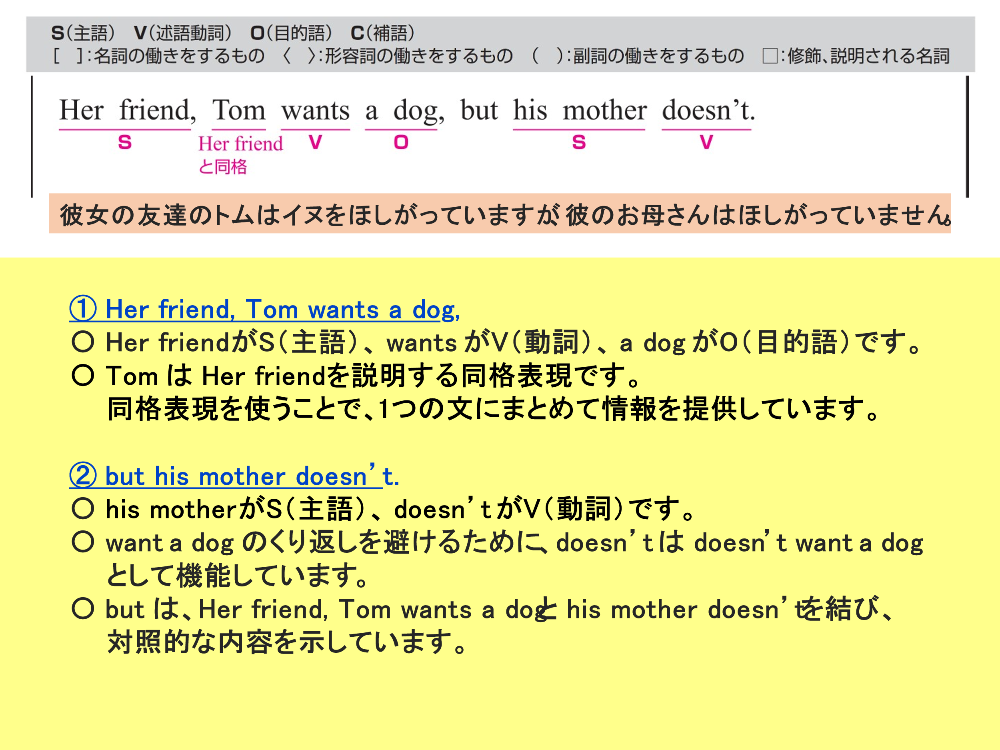 S(主語) V(述語動詞) O(目的語) C(補語)
[ ]:名詞の働きをするもの 〈 〉:形容詞の働きをするもの ( ):副詞の働きをするもの □:修飾、説明される名詞
Her friend, Tom wants a dog, but his mother doesn't.
S Her friend V O S V
と同格
彼女の友達のトムはイヌをほしがっていますが、彼のお母さんはほしがっていません。
① Her friend, Tom wants a dog,
○ Her friendがS(主語)、wants がV(動詞)、a dog がO(目的語)です。
○ Tom は Her friendを説明する同格表現です。
同格表現を使うことで、1つの文にまとめて情報を提供しています。
② but his mother doesn't.
○ his motherがS(主語)、doesn't がV(動詞)です。
○ want a dog のくり返しを避けるために、doesn't は doesn't want a dog
として機能しています。
○ but は、Her friend, Tom wants a dogと his mother doesn'tを結び、
対照的な内容を示しています。